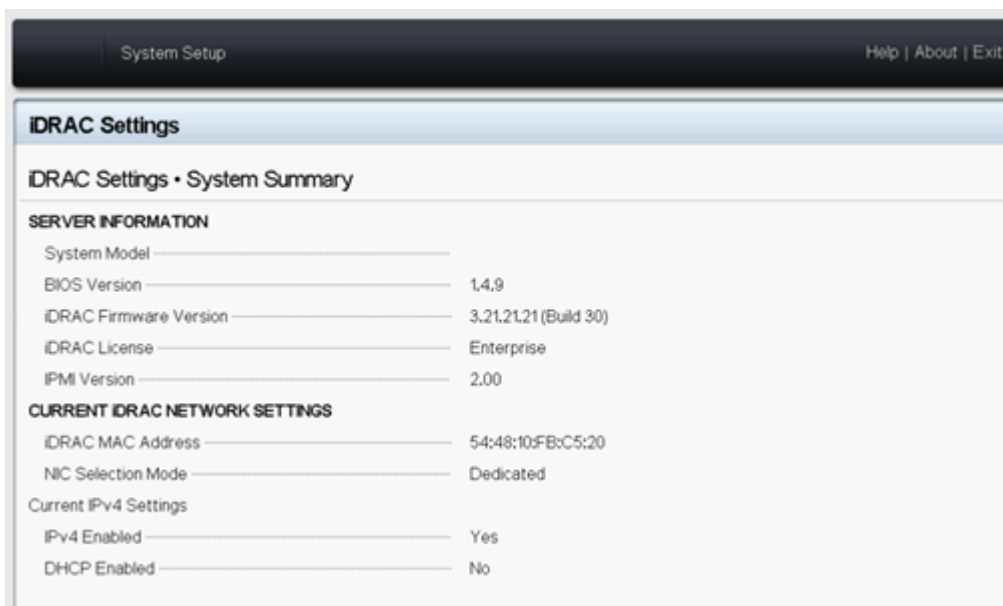 System Setup
Help | About | Exit
iDRAC Settings
iDRAC Settings • System Summary
SERVER INFORMATION
System Model
BIOS Version 1.4.9
iDRAC Firmware Version 3.21.21.21 (Build 30)
iDRAC License Enterprise
IPMI Version 2.00
CURRENT iDRAC NETWORK SETTINGS
iDRAC MAC Address 54:48:10:FB:C5:20
NIC Selection Mode Dedicated
Current IPv4 Settings
IPv4 Enabled Yes
DHCP Enabled No